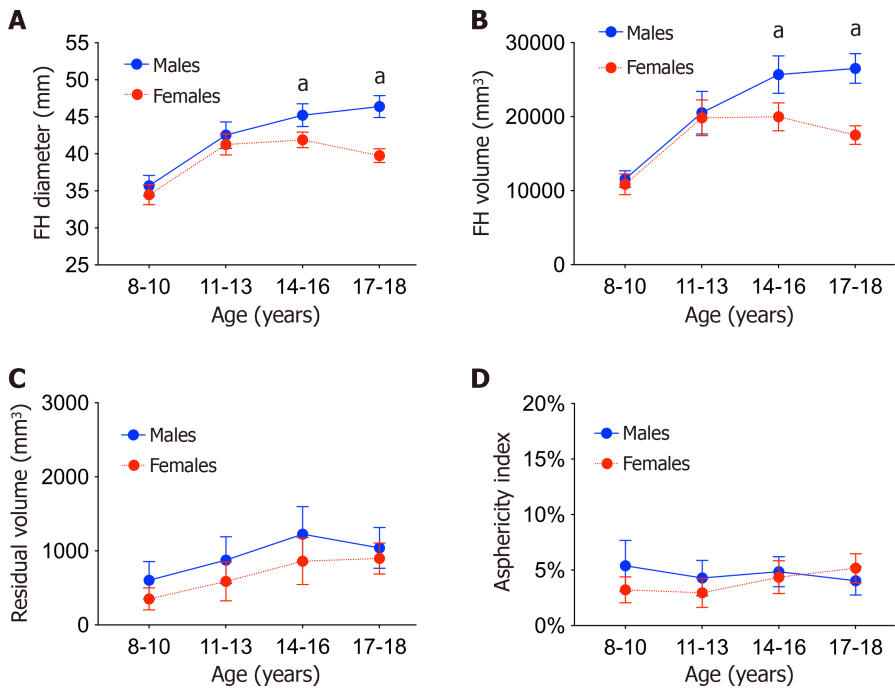 A
FH diameter (mm)
55
50
45
40
35
30
25
Males
Females
a
a
8-10
11-13
14-16
17-18
Age (years)
B
FH volume (mm³)
30000
20000
10000
0
Males
Females
a
a
8-10
11-13
14-16
17-18
Age (years)
C
Residual volume (mm³)
3000
2000
1000
0
Males
Females
8-10
11-13
14-16
17-18
Age (years)
D
Asphericity index
20%
15%
10%
5%
0%
Males
Females
8-10
11-13
14-16
17-18
Age (years)